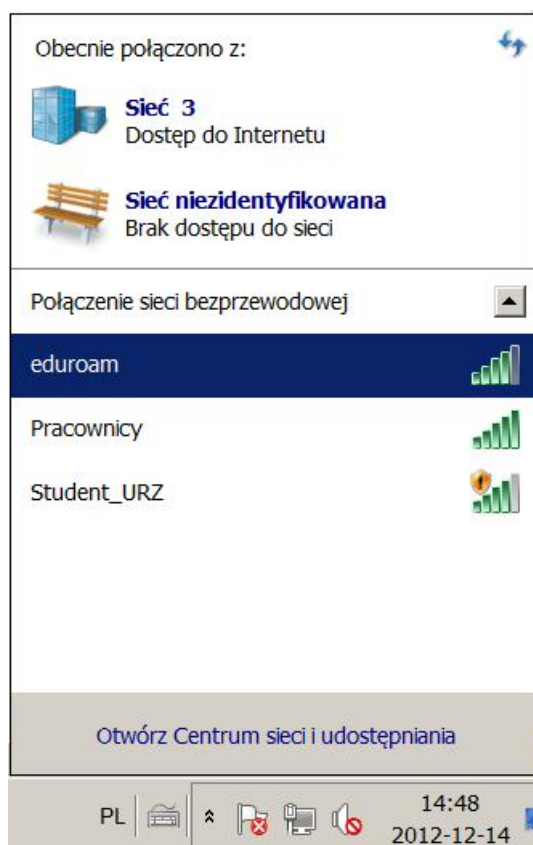 Obecnie połączono z:
Sieć 3
Dostęp do Internetu
Sieć niezidentyfikowana
Brak dostępu do sieci
Połączenie sieci bezprzewodowej
eduroam
Pracownicy
Student_URZ
Otwórz Centrum sieci i udostępniania
PL
14:48
2012-12-14